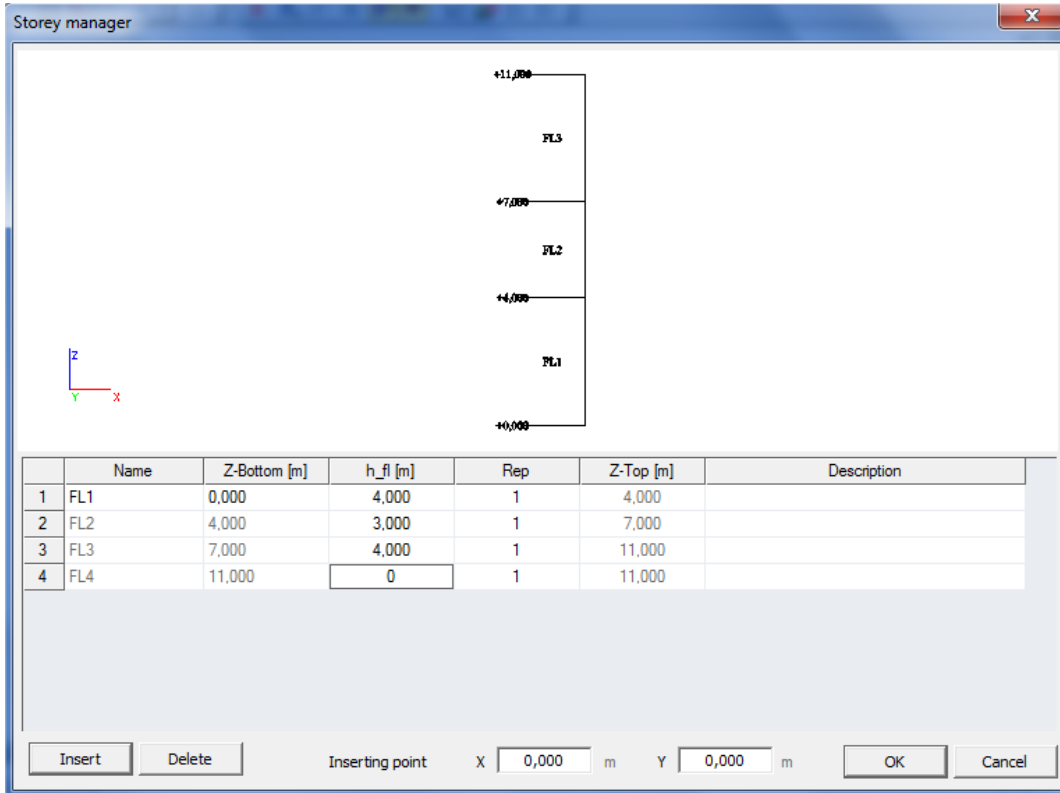 Storey manager
+11,000
FL3
+7,000
FL2
+4,000
FL1
+0,000
Z
Y X
Name Z-Bottom [m] h_fl [m] Rep Z-Top [m] Description
1 FL1 0,000 4,000 1 4,000
2 FL2 4,000 3,000 1 7,000
3 FL3 7,000 4,000 1 11,000
4 FL4 11,000 0 1 11,000
Insert Delete Inserting point X 0,000 m Y 0,000 m OK Cancel